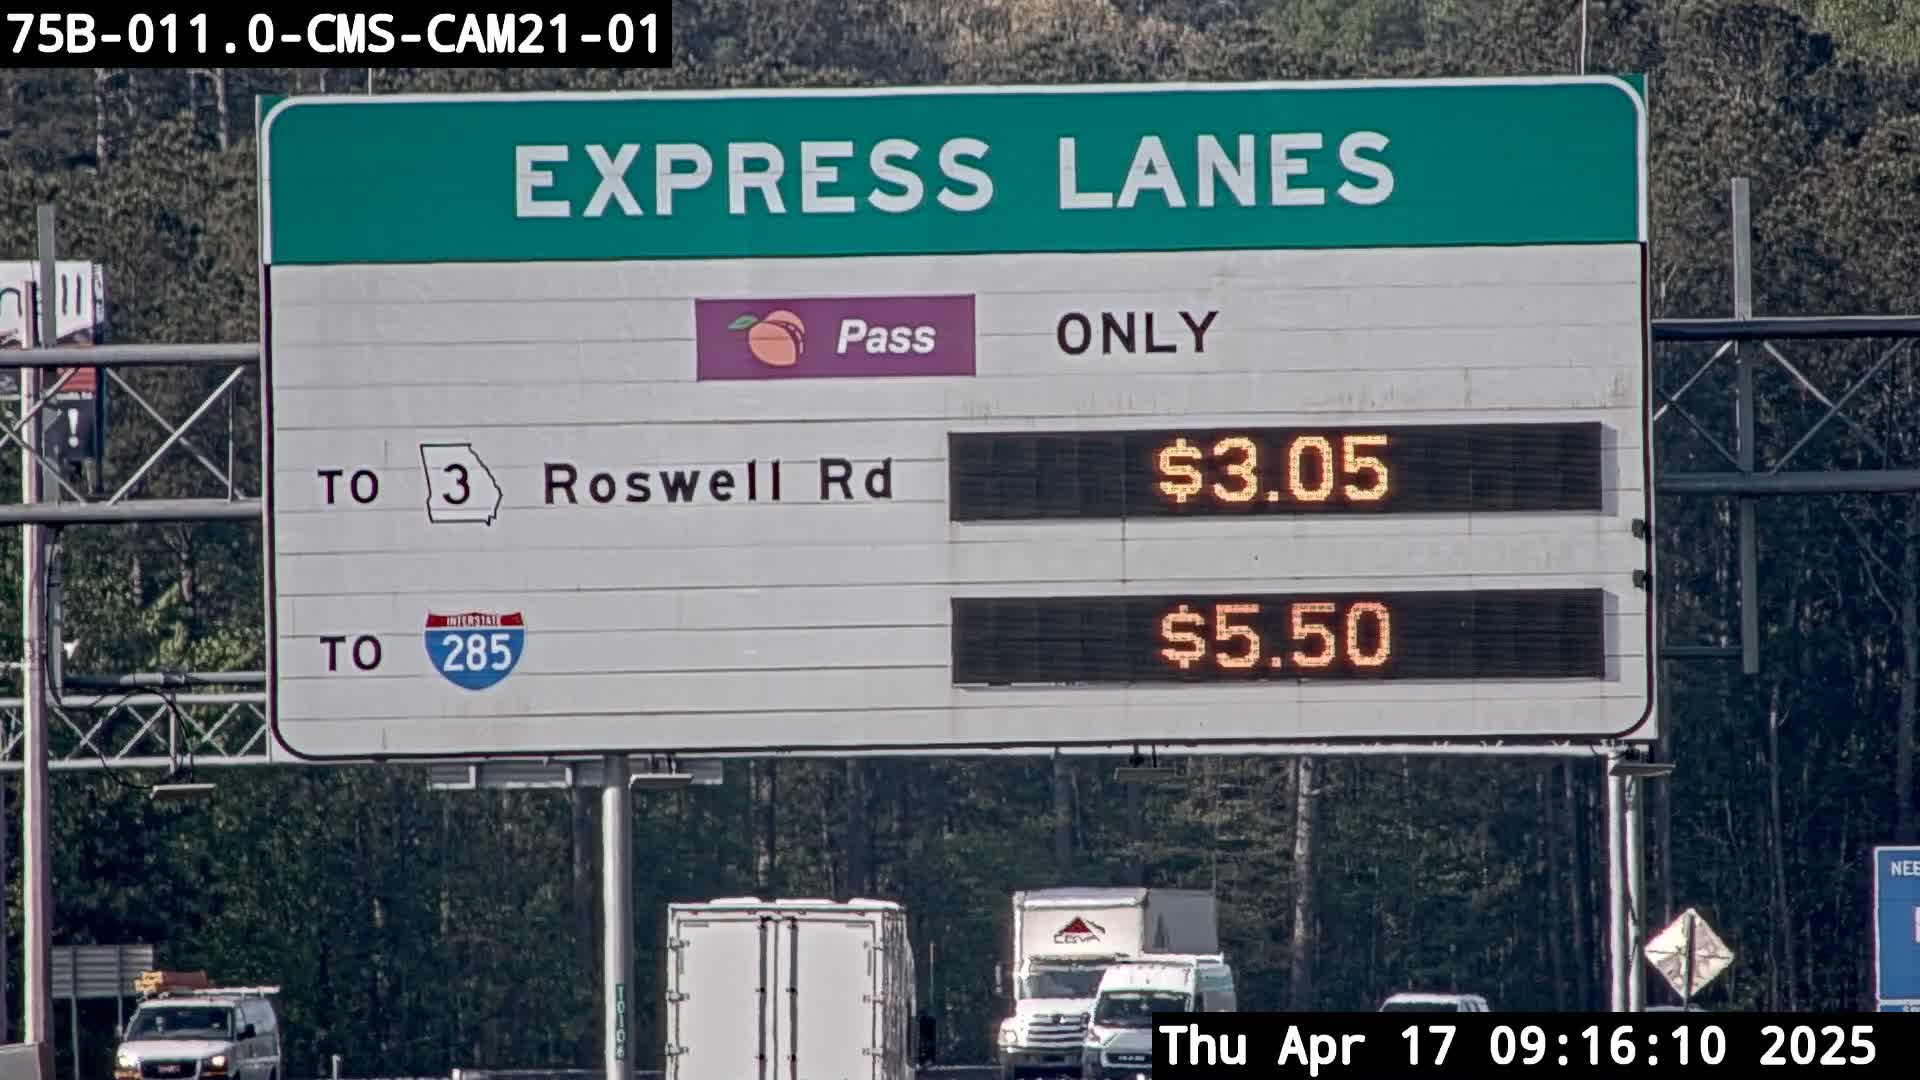 75B-011.0-CMS-CAM21-01
EXPRESS LANES
Pass ONLY
TO 3 Roswell Rd $3.05
INTERSTATE
TO 285 $5.50
NEE
Thu Apr 17 09:16:10 2025